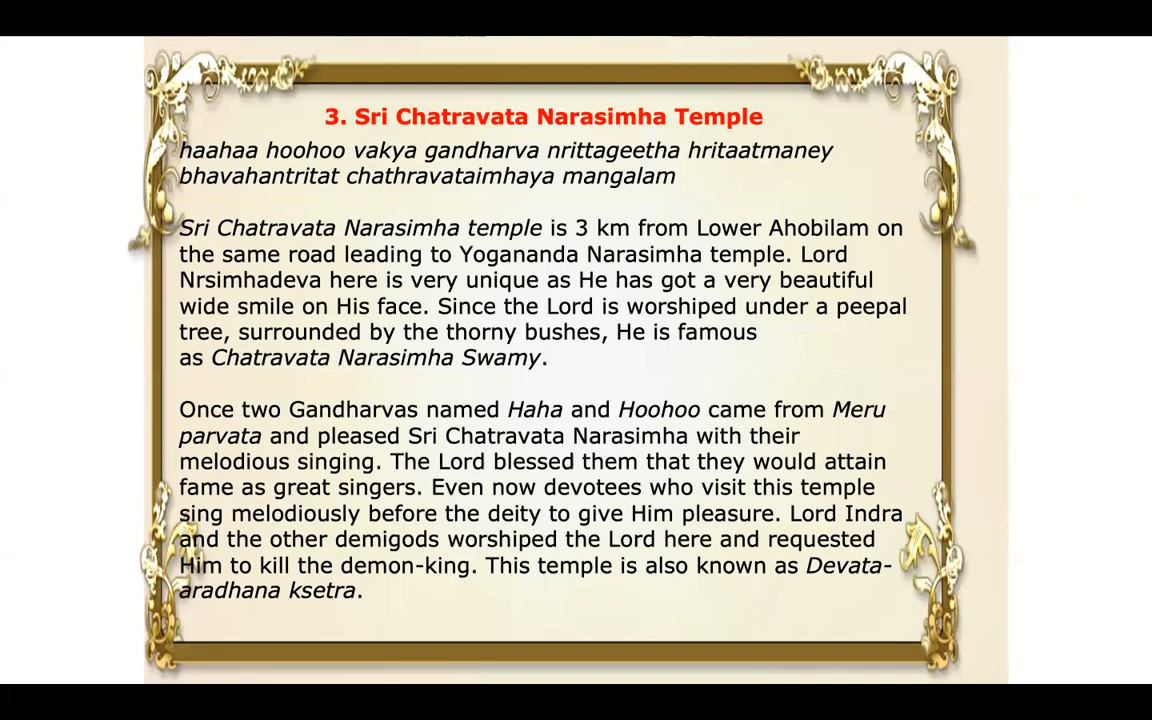 3. Sri Chatravata Narasimha Temple
haahaa hoohoo vakya gandharva nrittageetha hritaatmaney
bhavahantritat chathravataimhaya mangalam
Sri Chatravata Narasimha temple is 3 km from Lower Ahobilam on
the same road leading to Yogananda Narasimha temple. Lord
Nrsimhadeva here is very unique as He has got a very beautiful
wide smile on His face. Since the Lord is worshiped under a peepal
tree, surrounded by the thorny bushes, He is famous
as Chatravata Narasimha Swamy.
Once two Gandharvas named Haha and Hoohoo came from Meru
parvata and pleased Sri Chatravata Narasimha with their
melodious singing. The Lord blessed them that they would attain
fame as great singers. Even now devotees who visit this temple
sing melodiously before the deity to give Him pleasure. Lord Indra
and the other demigods worshiped the Lord here and requested
Him to kill the demon-king. This temple is also known as Devata-
aradhana ksetra.